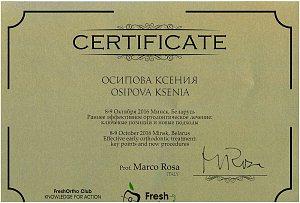 CERTIFICATE
ОСИПОВА КСЕНИЯ
OSIPOVA KSENIA
8-9 Октября 2016 Минск, Беларусь
Раннее эффективное ортодонтическое лечение:
ключевые позиции и новые подходы
8-9 October 2016 Minsk, Belarus
Effective early orthodontic treatment:
key points and new procedures
Prof. Marco Rosa
ITALY
FreshOrtho Club
KNOWLEDGE FOR ACTION
Fresh